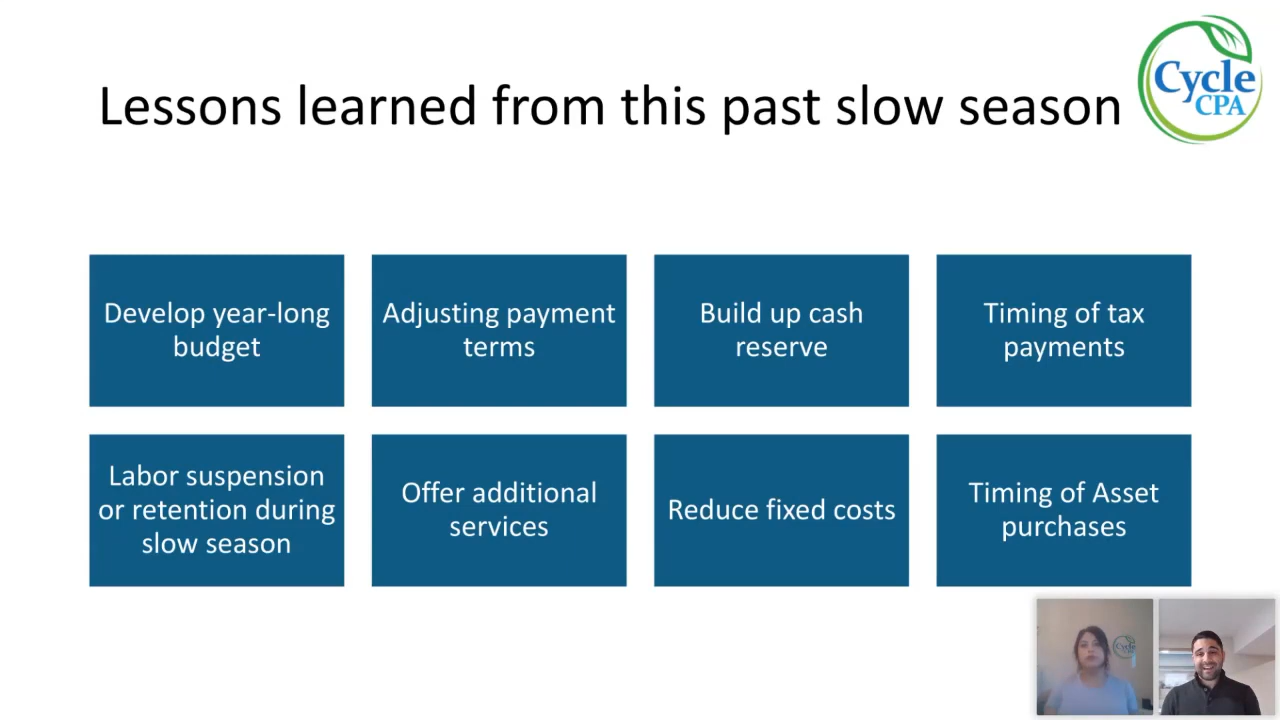 Lessons learned from this past slow season
Cycle
CPA
Develop year-long
budget
Adjusting payment
terms
Build up cash
reserve
Timing of tax
payments
Labor suspension
or retention during
slow season
Offer additional
services
Reduce fixed costs
Timing of Asset
purchases
Cycle
CPA